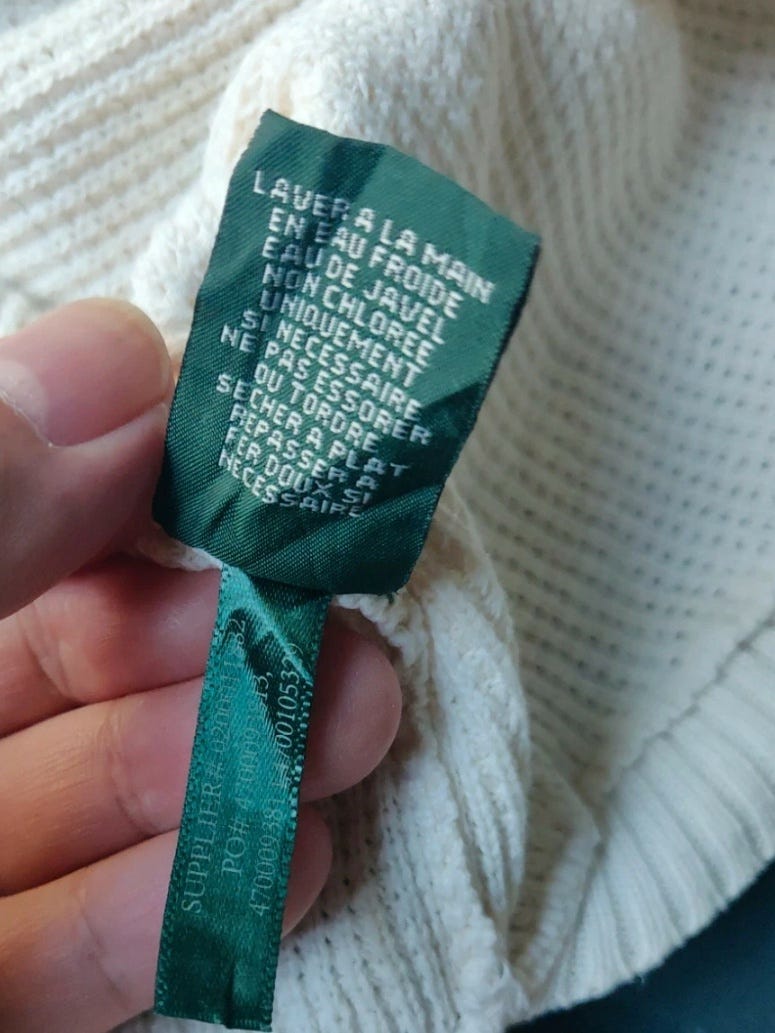 LAVER A LA MAIN
EN EAU FROIDE
EAU DE JAVEL
NON CHLOREE
UNIQUEMENT
SI NECESSAIRE
NE PAS ESSORER
OU TORDRE
SECHER A PLAT
REPASSER A
FER DOUX SI
NECESSAIRE
SUPPLIER#
PO#